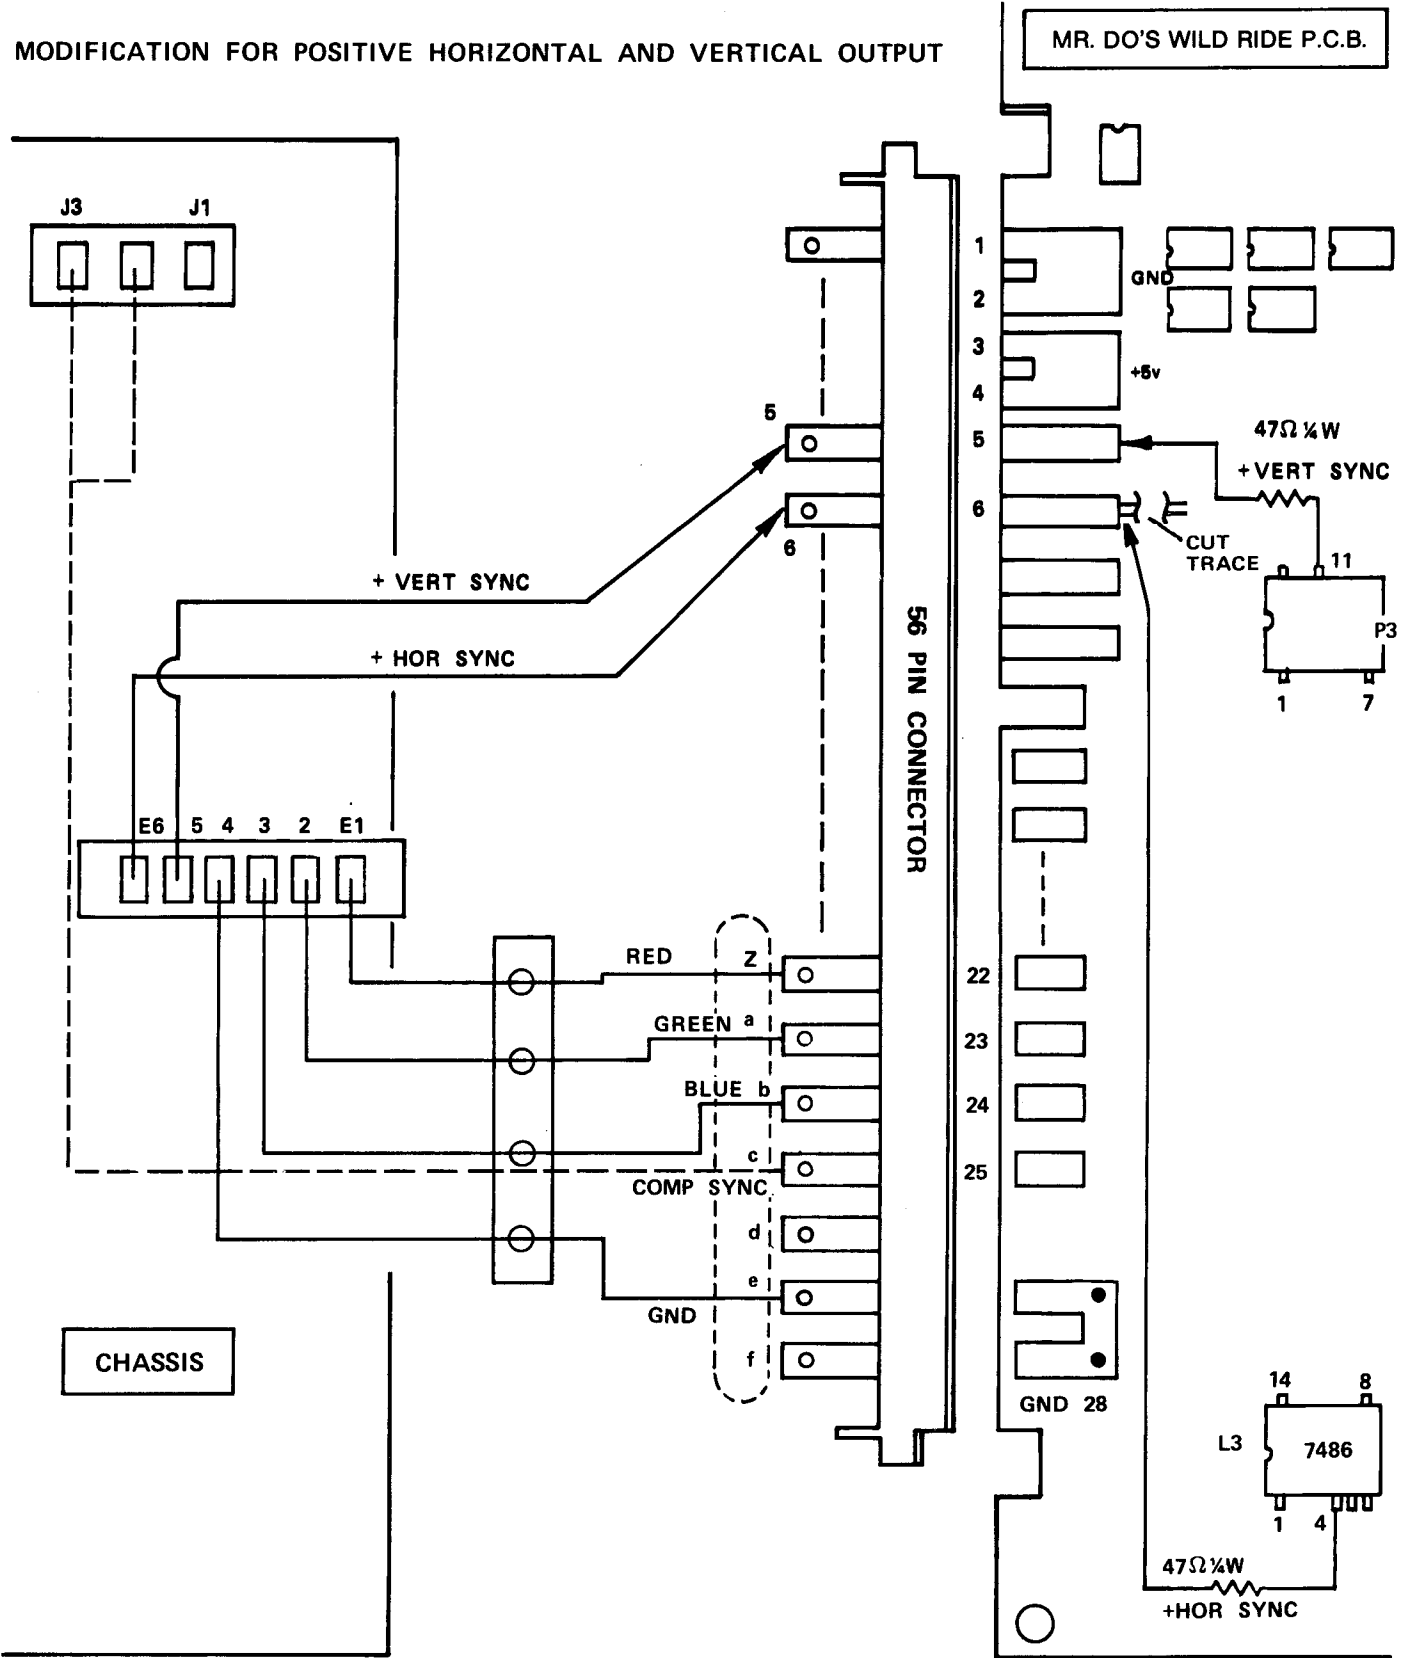 MODIFICATION FOR POSITIVE HORIZONTAL AND VERTICAL OUTPUT
MR. DO'S WILD RIDE P.C.B.
J3
J1
1
GND
2
3
+5v
4
5
5
47Ω ¼W
+VERT SYNC
6
6
CUT
TRACE
11
P3
1
7
+ VERT SYNC
+ HOR SYNC
56 PIN CONNECTOR
E6
5
4
3
2
E1
RED
Z
22
GREEN a
23
BLUE b
24
c
25
COMP SYNC
d
e
GND
f
GND 28
CHASSIS
14
8
L3
7486
1
4
47Ω ¼W
+HOR SYNC